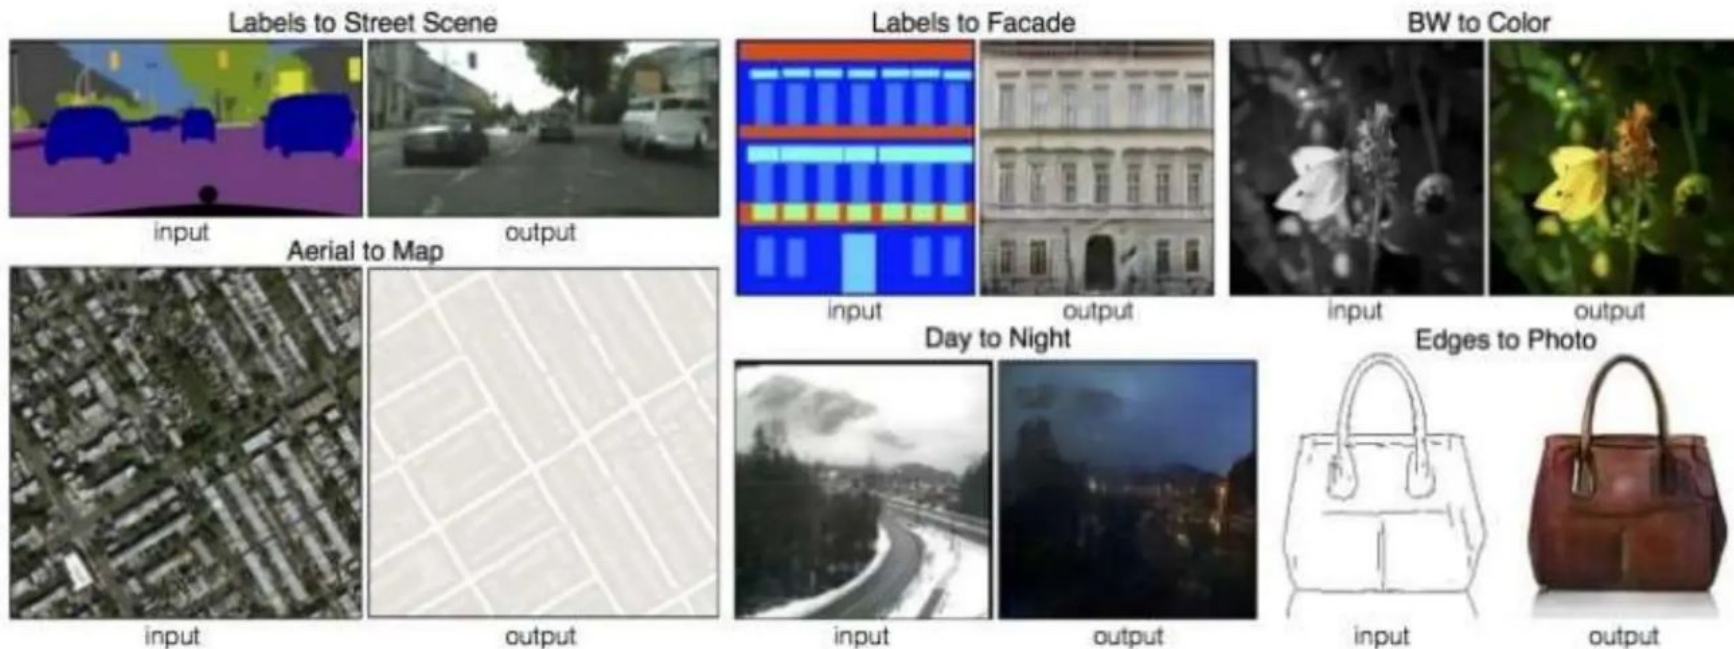 Labels to Street Scene
input
output
Aerial to Map
input
output
Labels to Facade
input
output
BW to Color
input
output
Day to Night
input
output
Edges to Photo
input
output